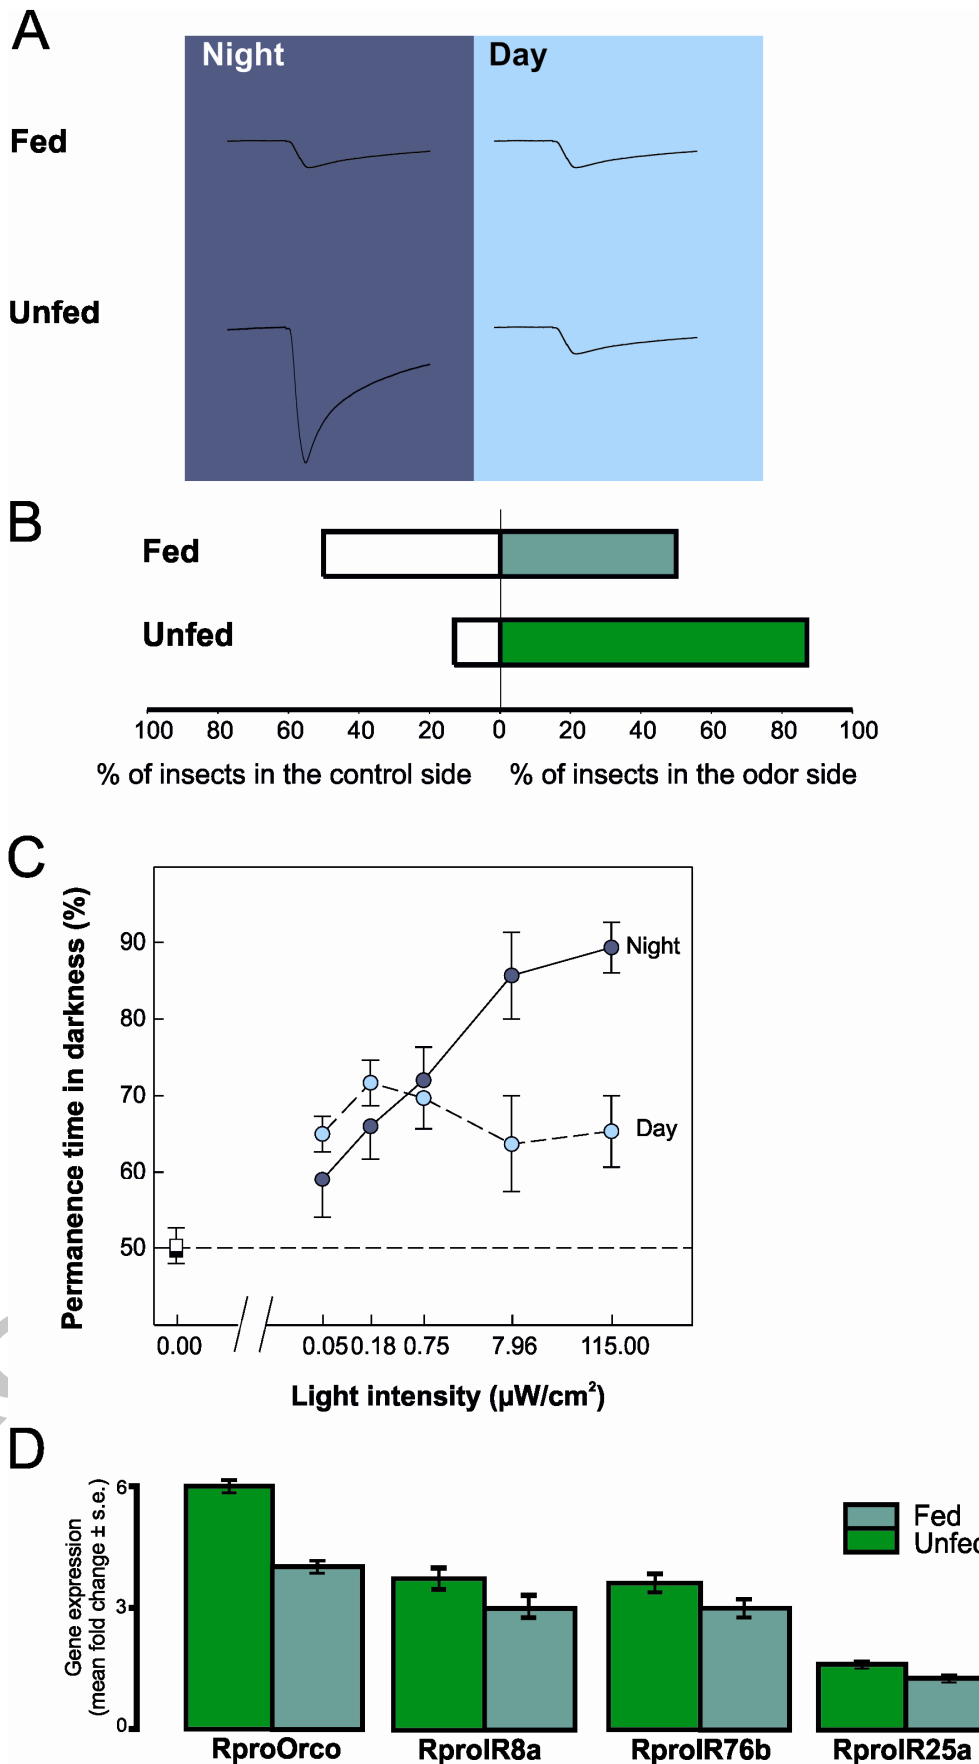 A
Night Day
Fed
Unfed
B
Fed
Unfed
100 80 60 40 20 0 20 40 60 80 100
% of insects in the control side % of insects in the odor side
C
Permanence time in darkness (%)
90
80
70
60
50
Night
Day
0.00 0.05 0.18 0.75 7.96 115.00
Light intensity (µW/cm²)
D
Gene expression
(mean fold change ± s.e.)
6
3
0
Fed
Unfed
RproOrco RproIR8a RproIR76b RproIR25a